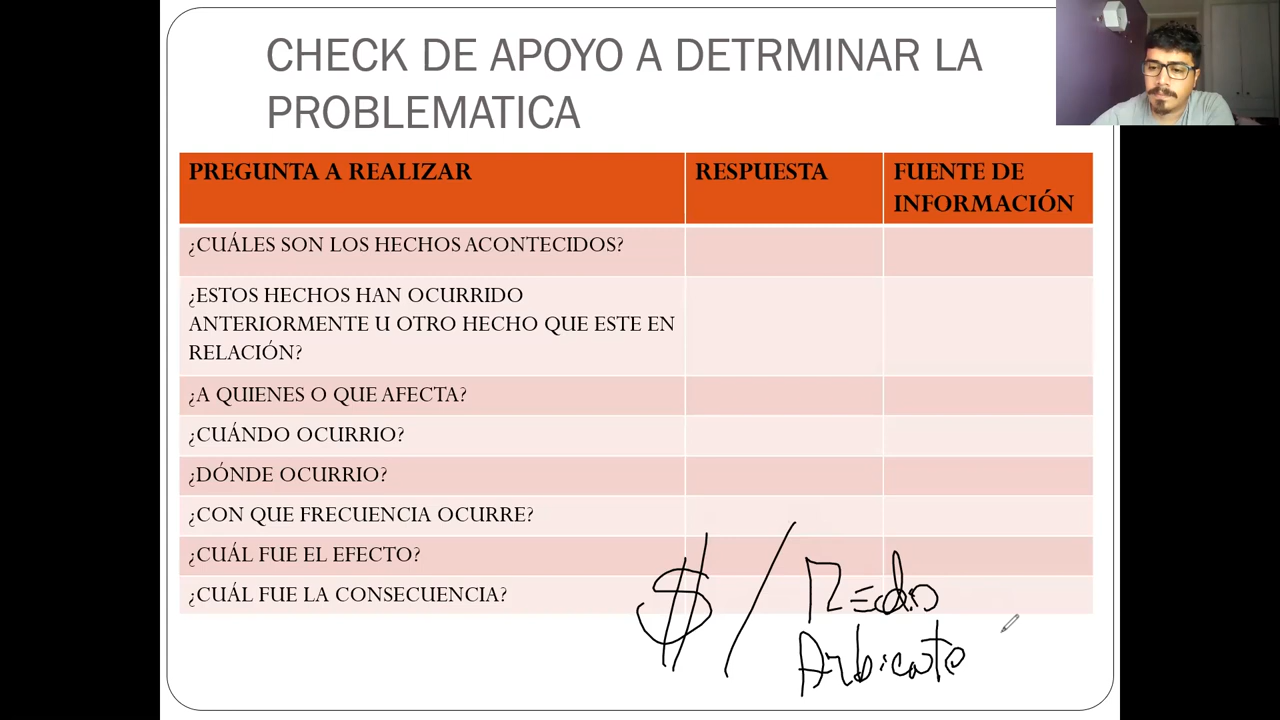 CHECK DE APOYO A DETRMINAR LA
PROBLEMATICA
PREGUNTA A REALIZAR
RESPUESTA
FUENTE DE
INFORMACIÓN
¿CUÁLES SON LOS HECHOS ACONTECIDOS?
¿ESTOS HECHOS HAN OCURRIDO
ANTERIORMENTE U OTRO HECHO QUE ESTE EN
RELACIÓN?
¿A QUIENES O QUE AFECTA?
¿CUÁNDO OCURRIO?
¿DÓNDE OCURRIO?
¿CON QUE FRECUENCIA OCURRE?
¿CUÁL FUE EL EFECTO?
¿CUÁL FUE LA CONSECUENCIA?
$ / Medio